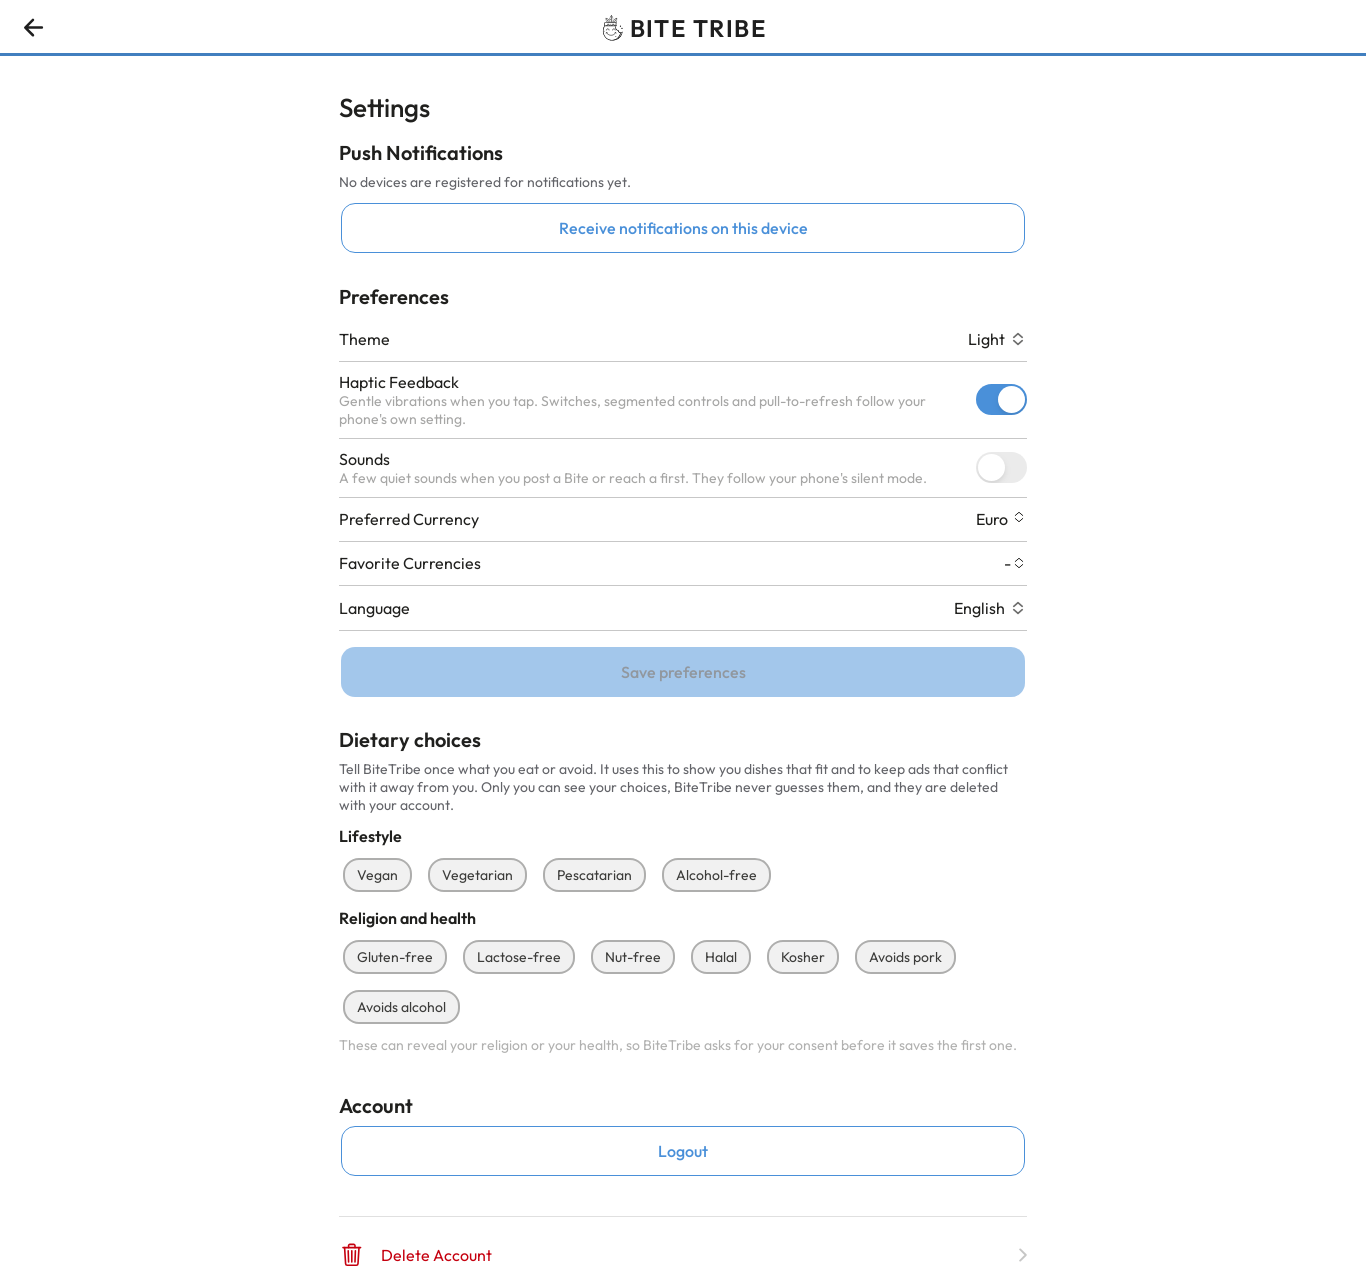 BITE TRIBE
Settings
Push Notifications
No devices are registered for notifications yet.
Receive notifications on this device
Preferences
Theme
Light
Haptic Feedback
Gentle vibrations when you tap. Switches, segmented controls and pull-to-refresh follow your
phone's own setting.
Sounds
A few quiet sounds when you post a Bite or reach a first. They follow your phone's silent mode.
Preferred Currency
Euro
Favorite Currencies
-
Language
English
Save preferences
Dietary choices
Tell BiteTribe once what you eat or avoid. It uses this to show you dishes that fit and to keep ads that conflict
with it away from you. Only you can see your choices, BiteTribe never guesses them, and they are deleted
with your account.
Lifestyle
Vegan Vegetarian Pescatarian Alcohol-free
Religion and health
Gluten-free Lactose-free Nut-free Halal Kosher Avoids pork
Avoids alcohol
These can reveal your religion or your health, so BiteTribe asks for your consent before it saves the first one.
Account
Logout
Delete Account